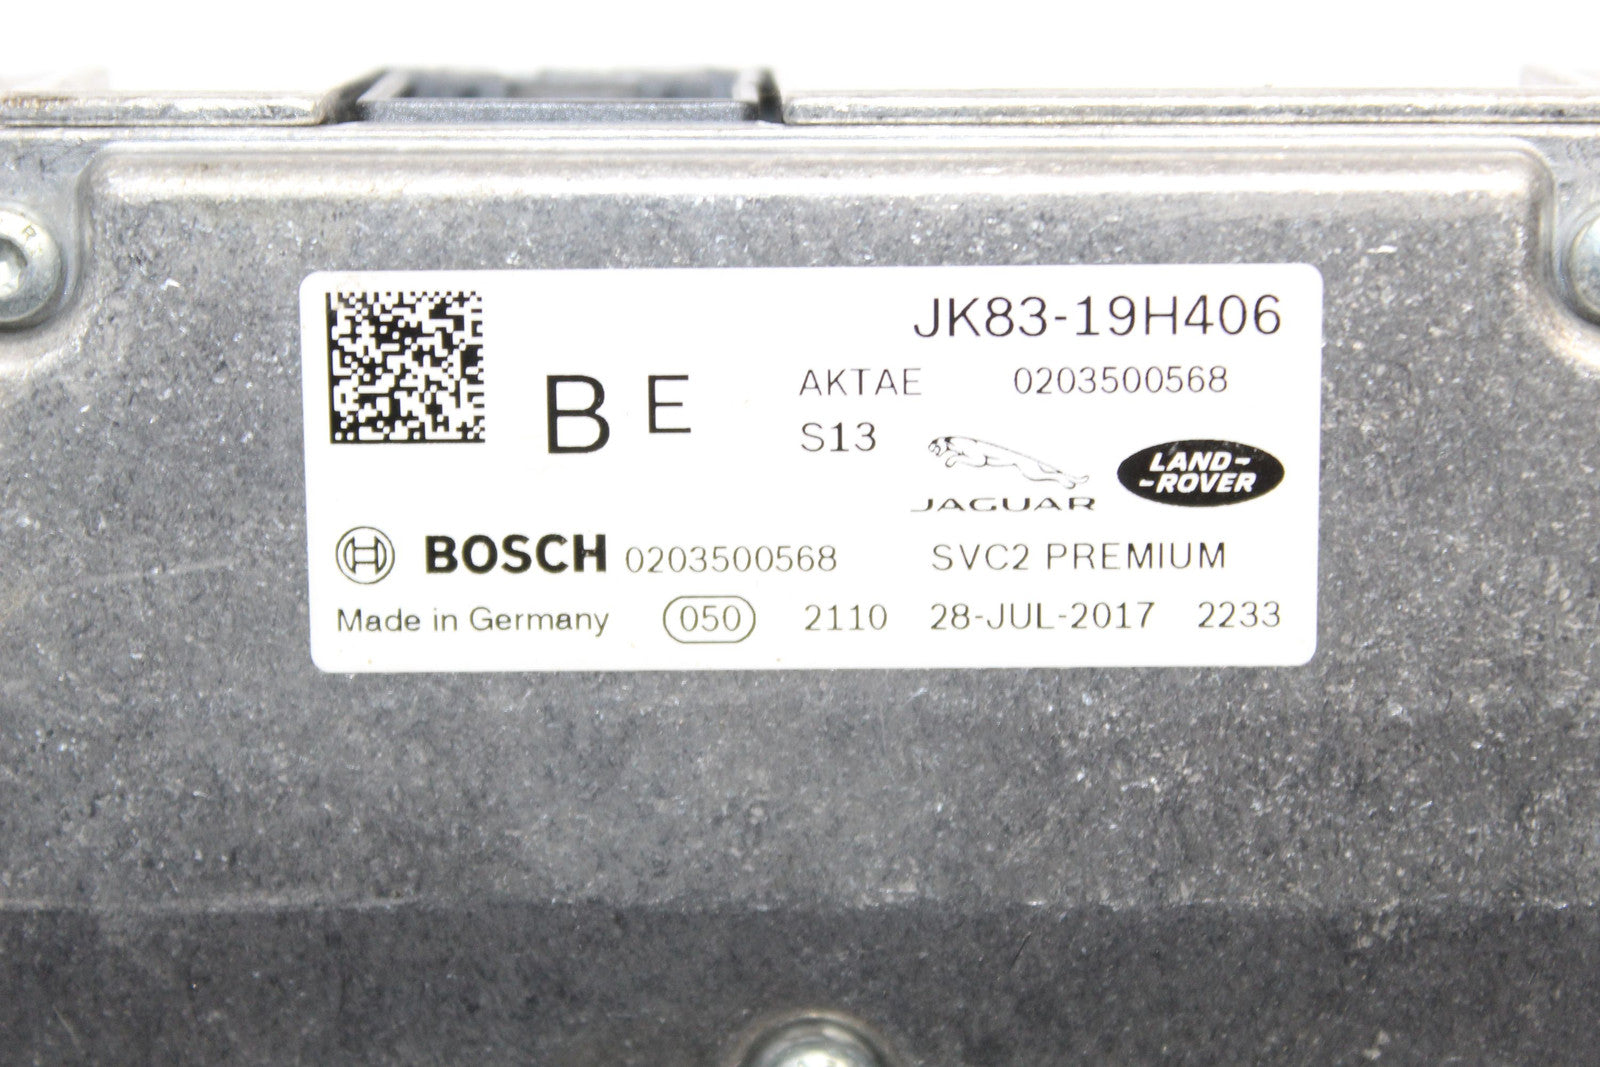 JK83-19H406
B E
AKTAE 0203500568
S13
JAGUAR
LAND-
-ROVER
BOSCH 0203500568 SVC2 PREMIUM
Made in Germany 050 2110 28-JUL-2017 2233